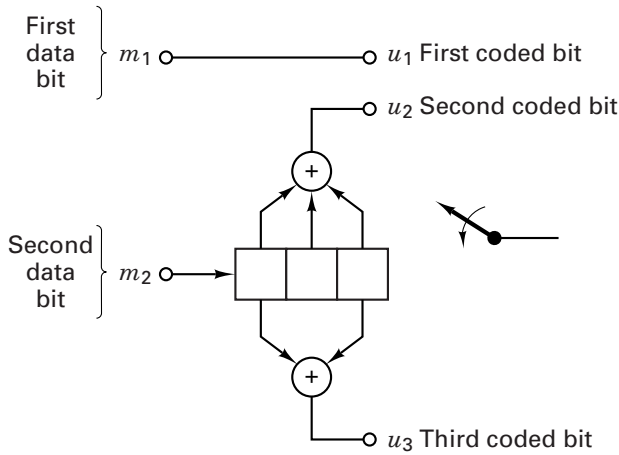 First
data
bit
m1
u1 First coded bit
u2 Second coded bit
+
Second
data
bit
m2
+
u3 Third coded bit